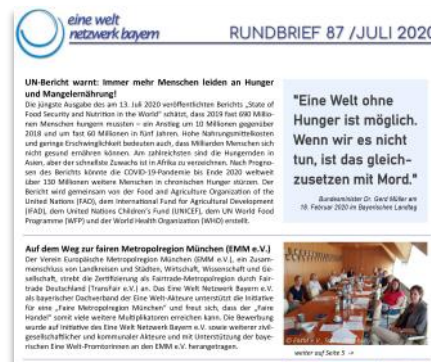 eine welt
netzwerk bayern
RUNDBRIEF 87 /JULI 2020
UN-Bericht warnt: Immer mehr Menschen leiden an Hunger
und Mangelernährung!
Die jüngste Ausgabe des am 13. Juli 2020 veröffentlichten Berichts „State of
Food Security and Nutrition in the World“ schätzt, dass 2019 fast 690 Millio-
nen Menschen hungern mussten – ein Anstieg um 10 Millionen gegenüber
2018 und um fast 60 Millionen in fünf Jahren. Hohe Nahrungsmittelkosten
und geringe Erschwinglichkeit bedeuten auch, dass Milliarden Menschen sich
nicht gesund ernähren können. Am zahlreichsten sind die Hungernden in
Asien, aber der schnellste Zuwachs ist in Afrika zu verzeichnen. Nach Progno-
sen des Berichts könnte die COVID-19-Pandemie bis Ende 2020 weltweit
über 130 Millionen weitere Menschen in chronischen Hunger stürzen. Der
Bericht wird gemeinsam von der Food and Agriculture Organization of the
United Nations (FAO), dem International Fund for Agricultural Development
(IFAD), dem United Nations Children's Fund (UNICEF), dem UN World Food
Programme (WFP) und der World Health Organization (WHO) erstellt.
"Eine Welt ohne
Hunger ist möglich.
Wenn wir es nicht
tun, ist das gleich-
zusetzen mit Mord."
Bundesminister Dr. Gerd Müller am
19. Februar 2020 im Bayerischen Landtag
Auf dem Weg zur fairen Metropolregion München (EMM e.V.)
Der Verein Europäische Metropolregion München (EMM e.V.), ein Zusam-
menschluss von Landkreisen und Städten, Wirtschaft, Wissenschaft und Ge-
sellschaft, strebt die Zertifizierung als Fairtrade-Metropolregion durch Fair-
trade Deutschland (TransFair e.V.) an. Das Eine Welt Netzwerk Bayern e.V.
als bayerischer Dachverband der Eine Welt-Akteure unterstützt die Initiative
für eine „Faire Metropolregion München“ und freut sich, dass der „Faire
Handel“ somit viele weitere Multiplikatoren erreichen kann. Die Bewerbung
wurde auf Initiative des Eine Welt Netzwerk Bayern e.V. sowie weiterer zivil-
gesellschaftlicher und kommunaler Akteure und mit Unterstützung der baye-
rischen Eine Welt-Promotorinnen an den EMM e.V. herangetragen.
weiter auf Seite 5 ->